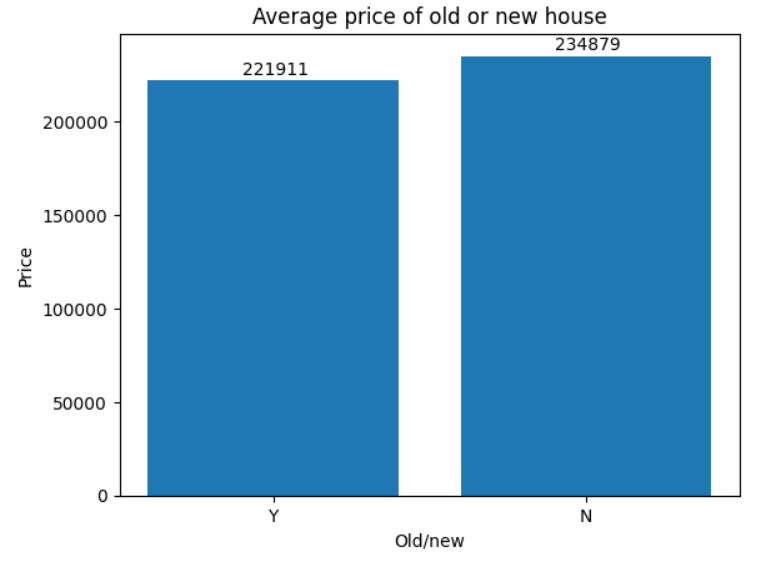 Average price of old or new house
234879
221911
200000
150000
100000
50000
0
Price
Y
N
Old/new